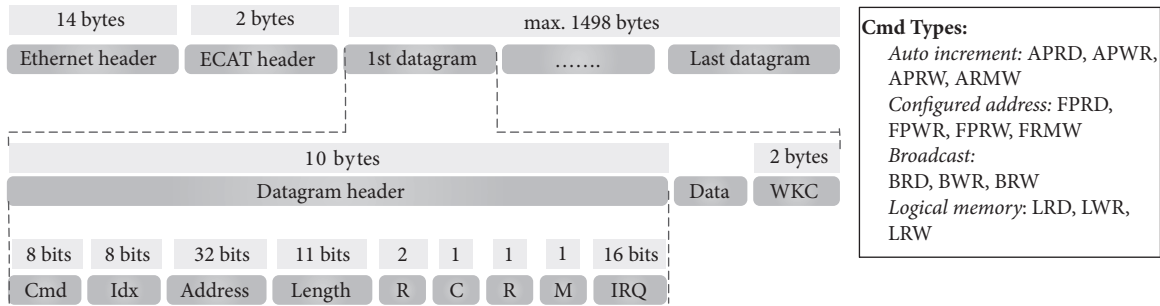 14 bytes 2 bytes max. 1498 bytes
Ethernet header ECAT header 1st datagram ....... Last datagram
10 bytes 2 bytes
Datagram header Data WKC
8 bits 8 bits 32 bits 11 bits 2 1 1 1 16 bits
Cmd Idx Address Length R C R M IRQ
Cmd Types:
Auto increment: APRD, APWR,
APRW, ARMW
Configured address: FPRD,
FPWR, FPRW, FRMW
Broadcast:
BRD, BWR, BRW
Logical memory: LRD, LWR,
LRW